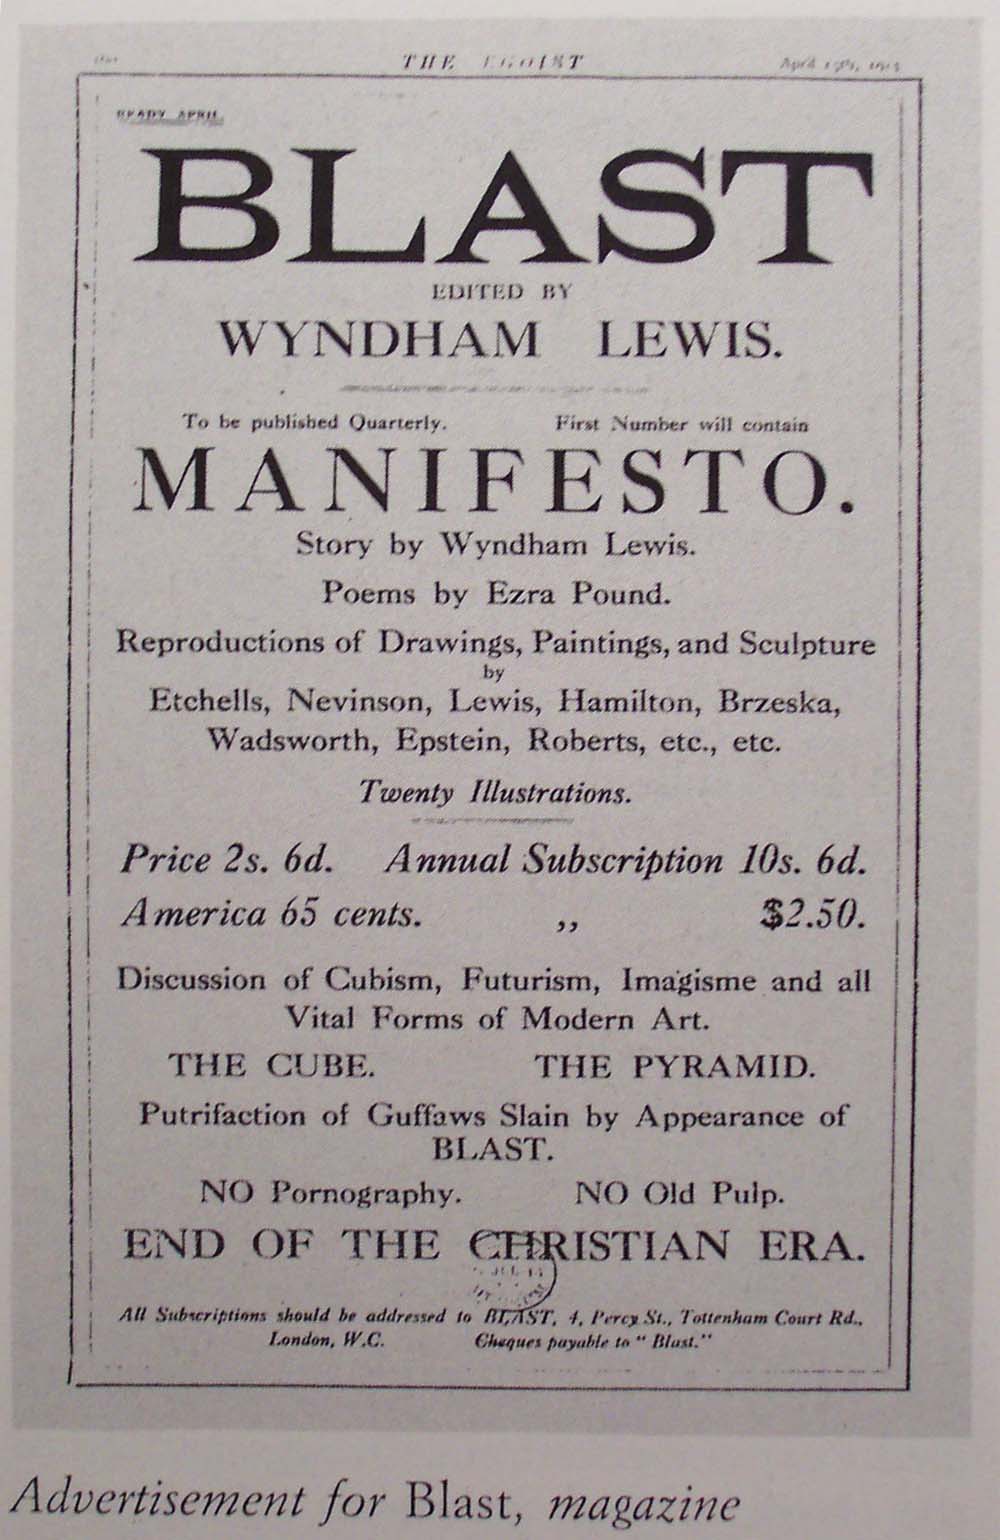 THE EGOIST
READY APRIL
BLAST
EDITED BY
WYNDHAM LEWIS.
To be published Quarterly. First Number will contain
MANIFESTO.
Story by Wyndham Lewis.
Poems by Ezra Pound.
Reproductions of Drawings, Paintings, and Sculpture
by
Etchells, Nevinson, Lewis, Hamilton, Brzeska,
Wadsworth, Epstein, Roberts, etc., etc.
Twenty Illustrations.
Price 2s. 6d. Annual Subscription 10s. 6d.
America 65 cents. ,, $2.50.
Discussion of Cubism, Futurism, Imagisme and all
Vital Forms of Modern Art.
THE CUBE. THE PYRAMID.
Putrifaction of Guffaws Slain by Appearance of
BLAST.
NO Pornography. NO Old Pulp.
END OF THE CHRISTIAN ERA.
All Subscriptions should be addressed to BLAST, 4, Percy St., Tottenham Court Rd.,
London, W.C. Cheques payable to "Blast."
Advertisement for Blast, magazine